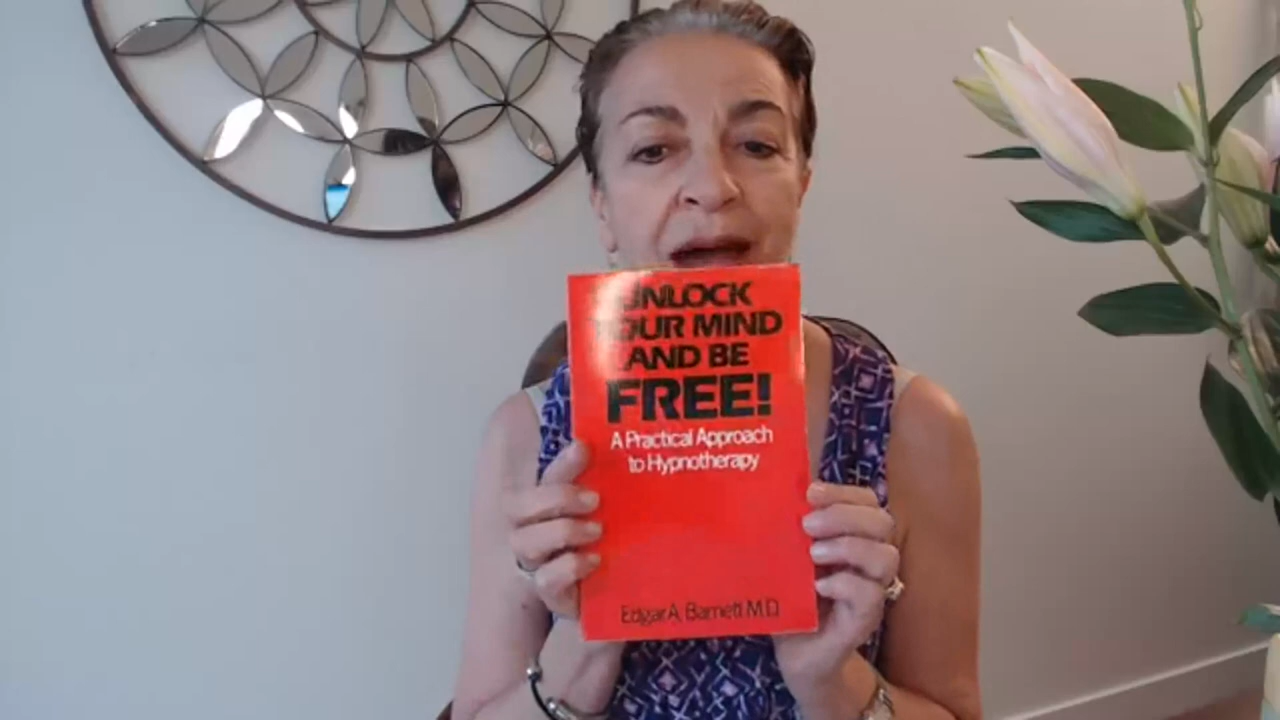 UNLOCK
YOUR MIND
AND BE
FREE!
A Practical Approach
to Hypnotherapy
Edgar A. Barnett M.D.